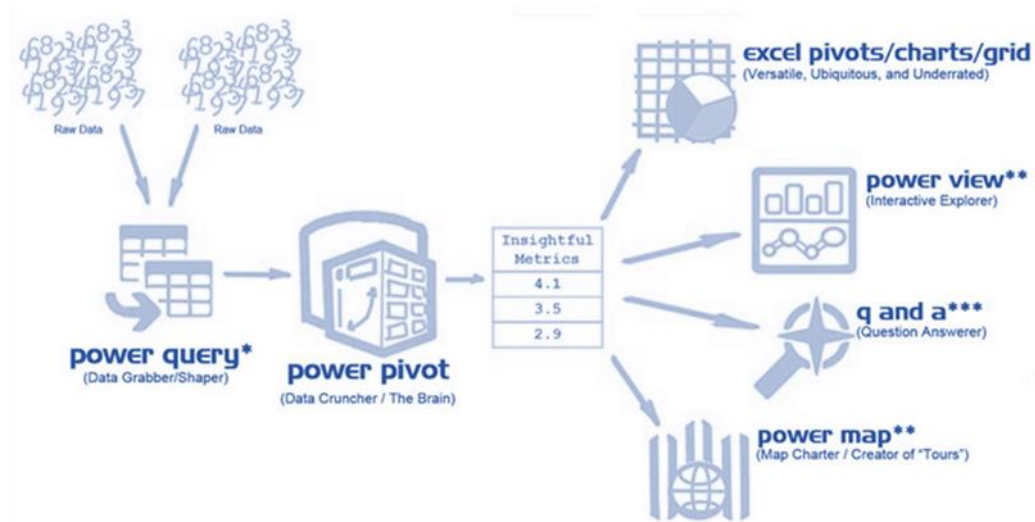 Raw Data
Raw Data
power query*
(Data Grabber/Shaper)
power pivot
(Data Cruncher / The Brain)
Insightful
Metrics
4.1
3.5
2.9
excel pivots/charts/grid
(Versatile, Ubiquitous, and Underrated)
power view**
(Interactive Explorer)
q and a***
(Question Answerer)
power map**
(Map Charter / Creator of "Tours")